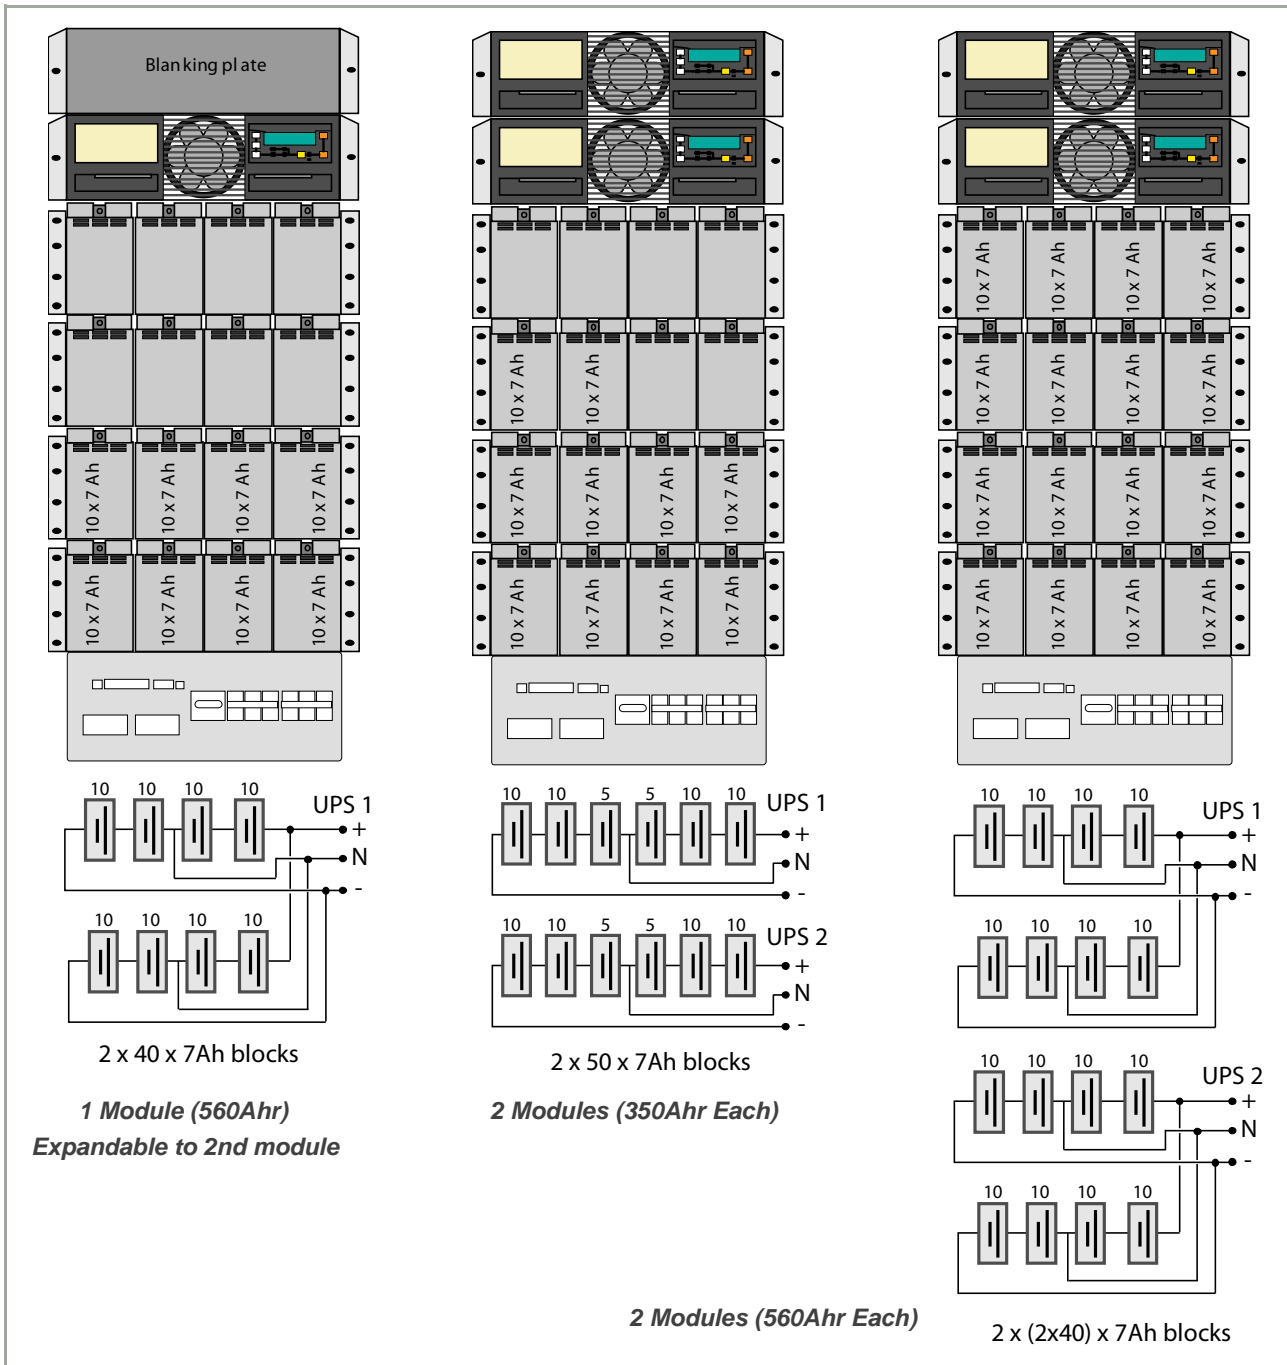 Blanking plate
10 x 7 Ah 10 x 7 Ah 10 x 7 Ah 10 x 7 Ah
10 x 7 Ah 10 x 7 Ah 10 x 7 Ah 10 x 7 Ah
10 10 10 10
UPS 1
+
N
-
10 10 10 10
2 x 40 x 7Ah blocks
1 Module (560Ahr)
Expandable to 2nd module
10 x 7 Ah 10 x 7 Ah
10 x 7 Ah 10 x 7 Ah 10 x 7 Ah 10 x 7 Ah
10 x 7 Ah 10 x 7 Ah 10 x 7 Ah 10 x 7 Ah
10 10 5 5 10 10
UPS 1
+
N
-
10 10 5 5 10 10
UPS 2
+
N
-
2 x 50 x 7Ah blocks
2 Modules (350Ahr Each)
10 x 7 Ah 10 x 7 Ah 10 x 7 Ah 10 x 7 Ah
10 x 7 Ah 10 x 7 Ah 10 x 7 Ah 10 x 7 Ah
10 x 7 Ah 10 x 7 Ah 10 x 7 Ah 10 x 7 Ah
10 x 7 Ah 10 x 7 Ah 10 x 7 Ah 10 x 7 Ah
10 10 10 10
UPS 1
+
N
-
10 10 10 10
10 10 10 10
UPS 2
+
N
-
10 10 10 10
2 Modules (560Ahr Each)
2 x (2x40) x 7Ah blocks